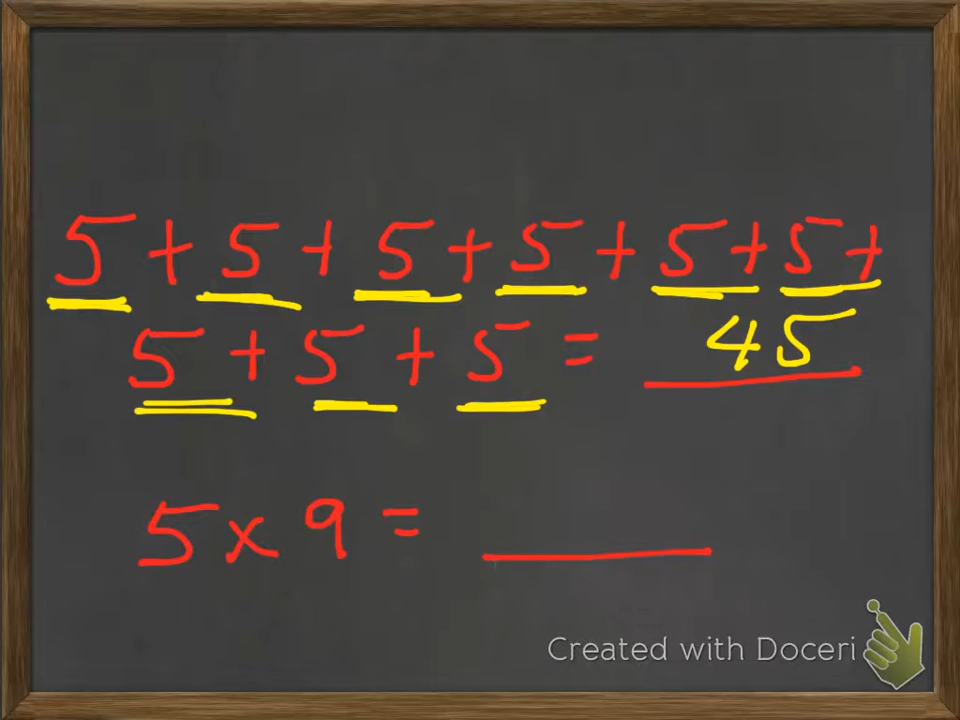 5 + 5 + 5 + 5 + 5 + 5 +
5 + 5 + 5 = 45
5 x 9 =
Created with Doceri